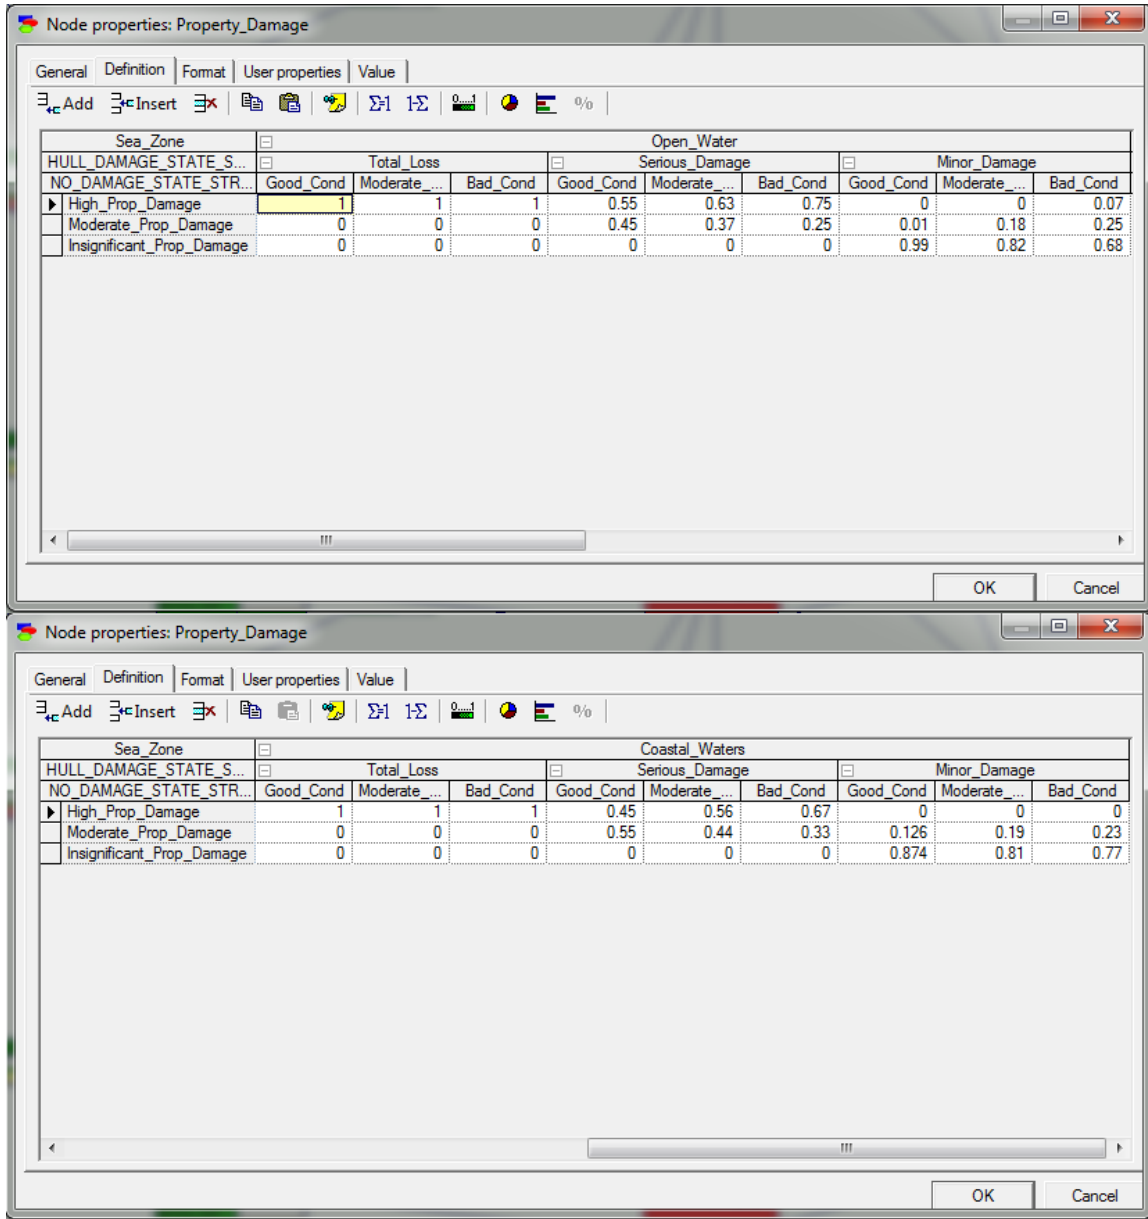 Node properties: Property_Damage
General Definition Format User properties Value
Add Insert Σ=1 1-Σ %
Sea_Zone Open_Water
HULL_DAMAGE_STATE_S... Total_Loss Serious_Damage Minor_Damage
NO_DAMAGE_STATE_STR... Good_Cond Moderate_... Bad_Cond Good_Cond Moderate_... Bad_Cond Good_Cond Moderate_... Bad_Cond
High_Prop_Damage 1 1 1 0.55 0.63 0.75 0 0 0.07
Moderate_Prop_Damage 0 0 0 0.45 0.37 0.25 0.01 0.18 0.25
Insignificant_Prop_Damage 0 0 0 0 0 0 0.99 0.82 0.68
OK Cancel
Node properties: Property_Damage
General Definition Format User properties Value
Add Insert Σ=1 1-Σ %
Sea_Zone Coastal_Waters
HULL_DAMAGE_STATE_S... Total_Loss Serious_Damage Minor_Damage
NO_DAMAGE_STATE_STR... Good_Cond Moderate_... Bad_Cond Good_Cond Moderate_... Bad_Cond Good_Cond Moderate_... Bad_Cond
High_Prop_Damage 1 1 1 0.45 0.56 0.67 0 0 0
Moderate_Prop_Damage 0 0 0 0.55 0.44 0.33 0.126 0.19 0.23
Insignificant_Prop_Damage 0 0 0 0 0 0 0.874 0.81 0.77
OK Cancel